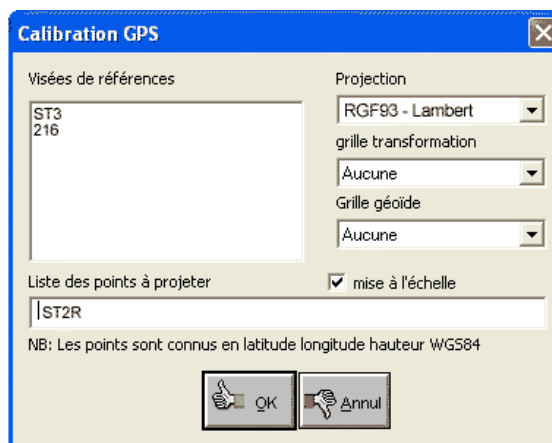 Calibration GPS
Visées de références
ST3
216
Projection
RGF93 - Lambert
grille transformation
Aucune
Grille géoïde
Aucune
Liste des points à projeter
mise à l'échelle
ST2R
NB: Les points sont connus en latitude longitude hauteur WGS84
OK
Annul